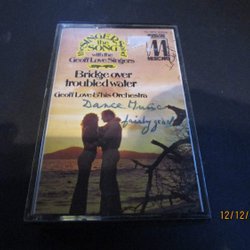 SINGERS &
the
SONG
with the
Geoff Love Singers
Bridge over
troubled water
Geoff Love & his Orchestra
Dance Music
12/12/